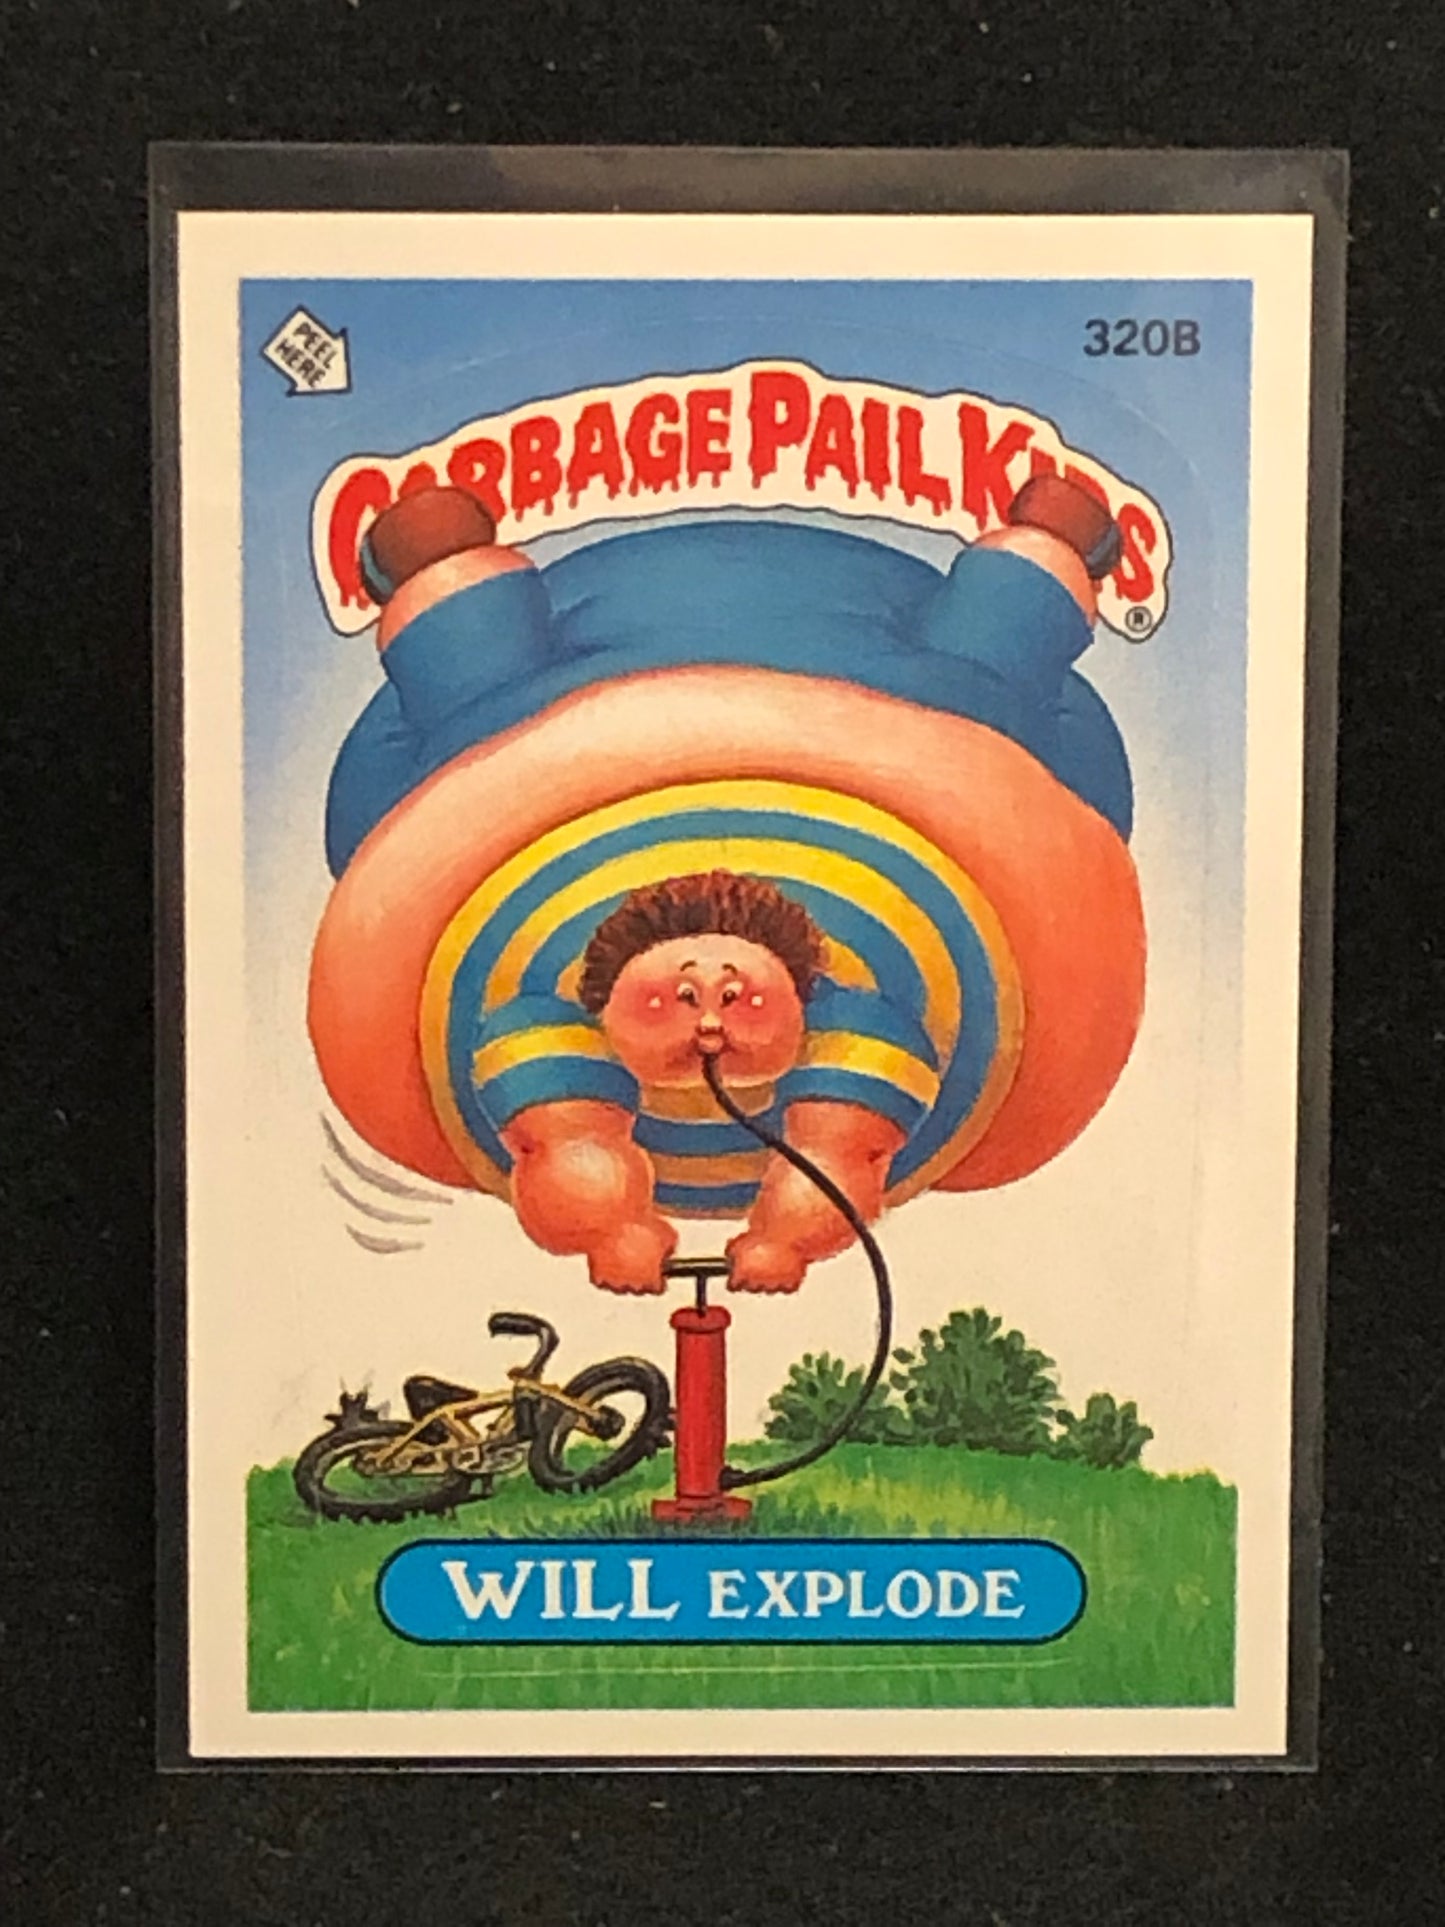 PEEL
HERE
320B
GARBAGE PAIL KIDS
®
WILL EXPLODE